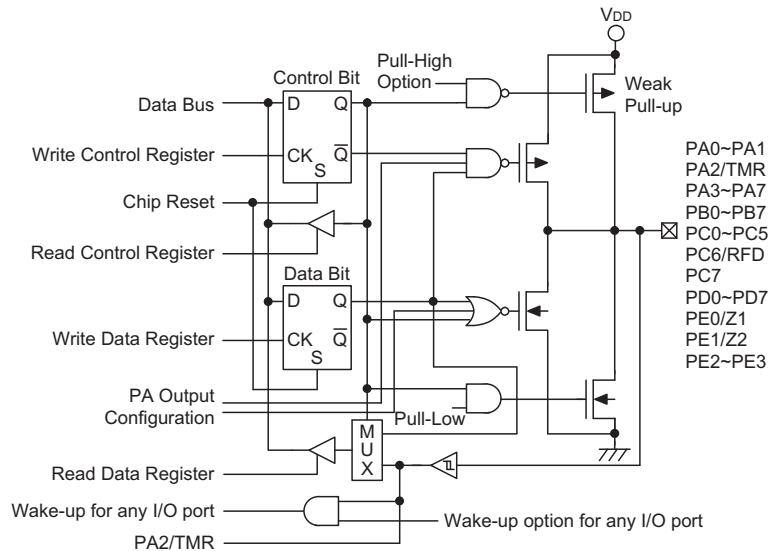 VDD
Pull-High
Option
Control Bit
Weak
Pull-up
Data Bus
D Q
Write Control Register
CK Q
S
Chip Reset
Read Control Register
Data Bit
D Q
Write Data Register
CK Q
S
PA Output
Configuration
Pull-Low
M
U
X
Read Data Register
Wake-up for any I/O port
Wake-up option for any I/O port
PA2/TMR
PA0~PA1
PA2/TMR
PA3~PA7
PB0~PB7
PC0~PC5
PC6/RFD
PC7
PD0~PD7
PE0/Z1
PE1/Z2
PE2~PE3